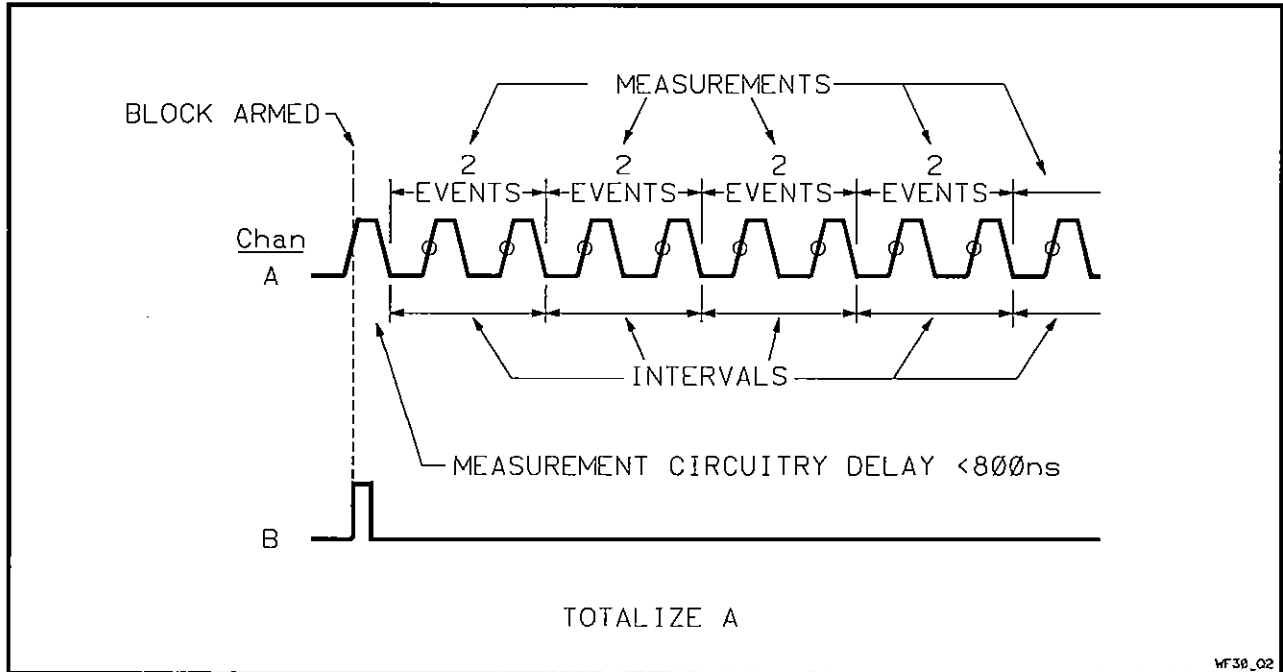 MEASUREMENTS
BLOCK ARMED
2 2 2 2
EVENTS EVENTS EVENTS EVENTS
Chan
A
INTERVALS
MEASUREMENT CIRCUITRY DELAY <800ns
B
TOTALIZE A
WF30_02